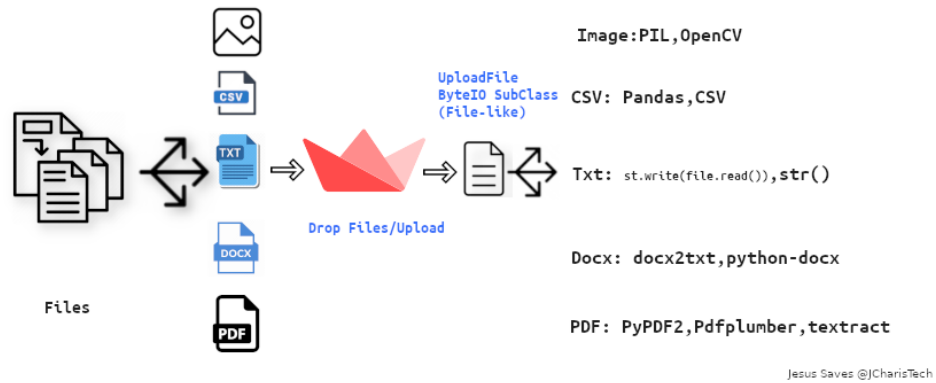 Image:PIL,OpenCV
CSV
UploadFile
ByteIO SubClass
(File-like)
CSV: Pandas,CSV
TXT
Txt: st.write(file.read()),str()
Drop Files/Upload
DOCX
Docx: docx2txt,python-docx
Files
PDF
PDF: PyPDF2,Pdfplumber,textract
Jesus Saves @JCharisTech